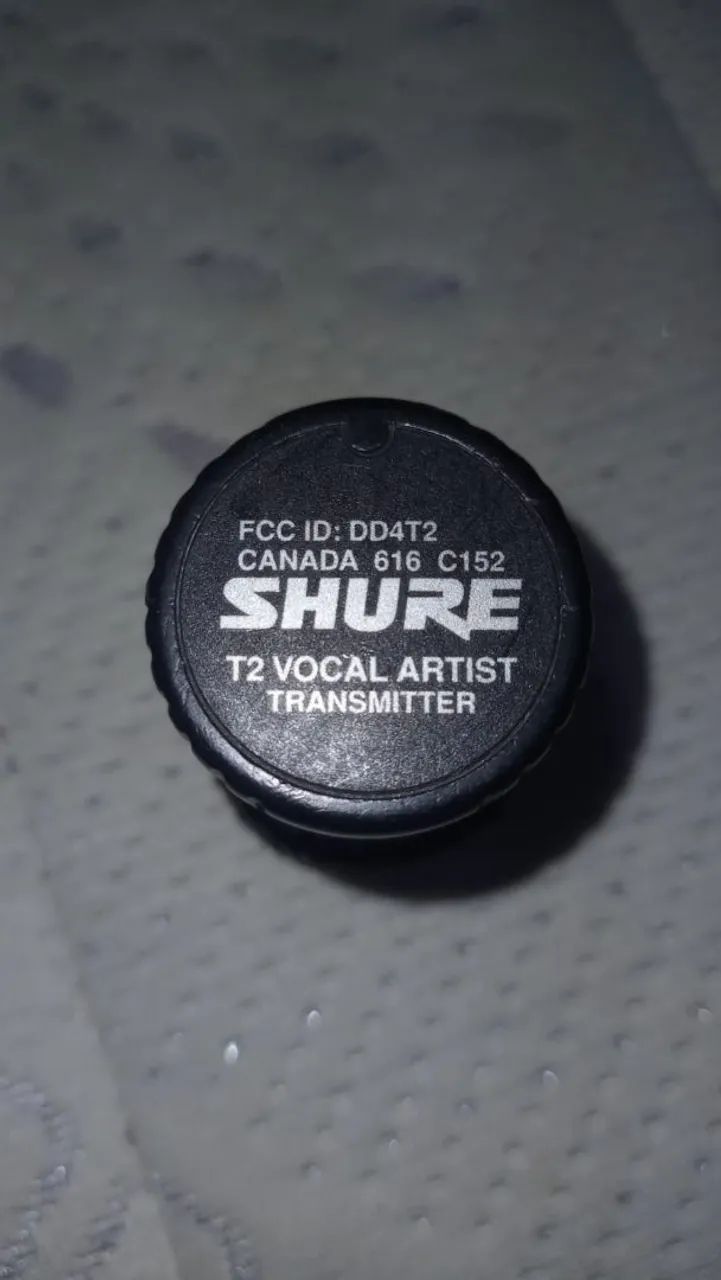 FCC ID: DD4T2
CANADA 616 C152
SHURE
T2 VOCAL ARTIST
TRANSMITTER